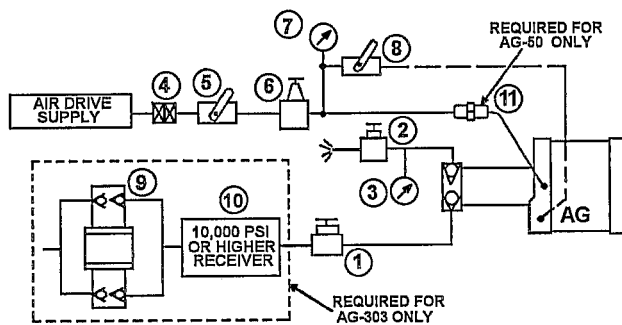 REQUIRED FOR
AG-50 ONLY
7
8
4
5
6
11
AIR DRIVE
SUPPLY
2
3
9
10
10,000 PSI
OR HIGHER
RECEIVER
1
AG
REQUIRED FOR
AG-303 ONLY